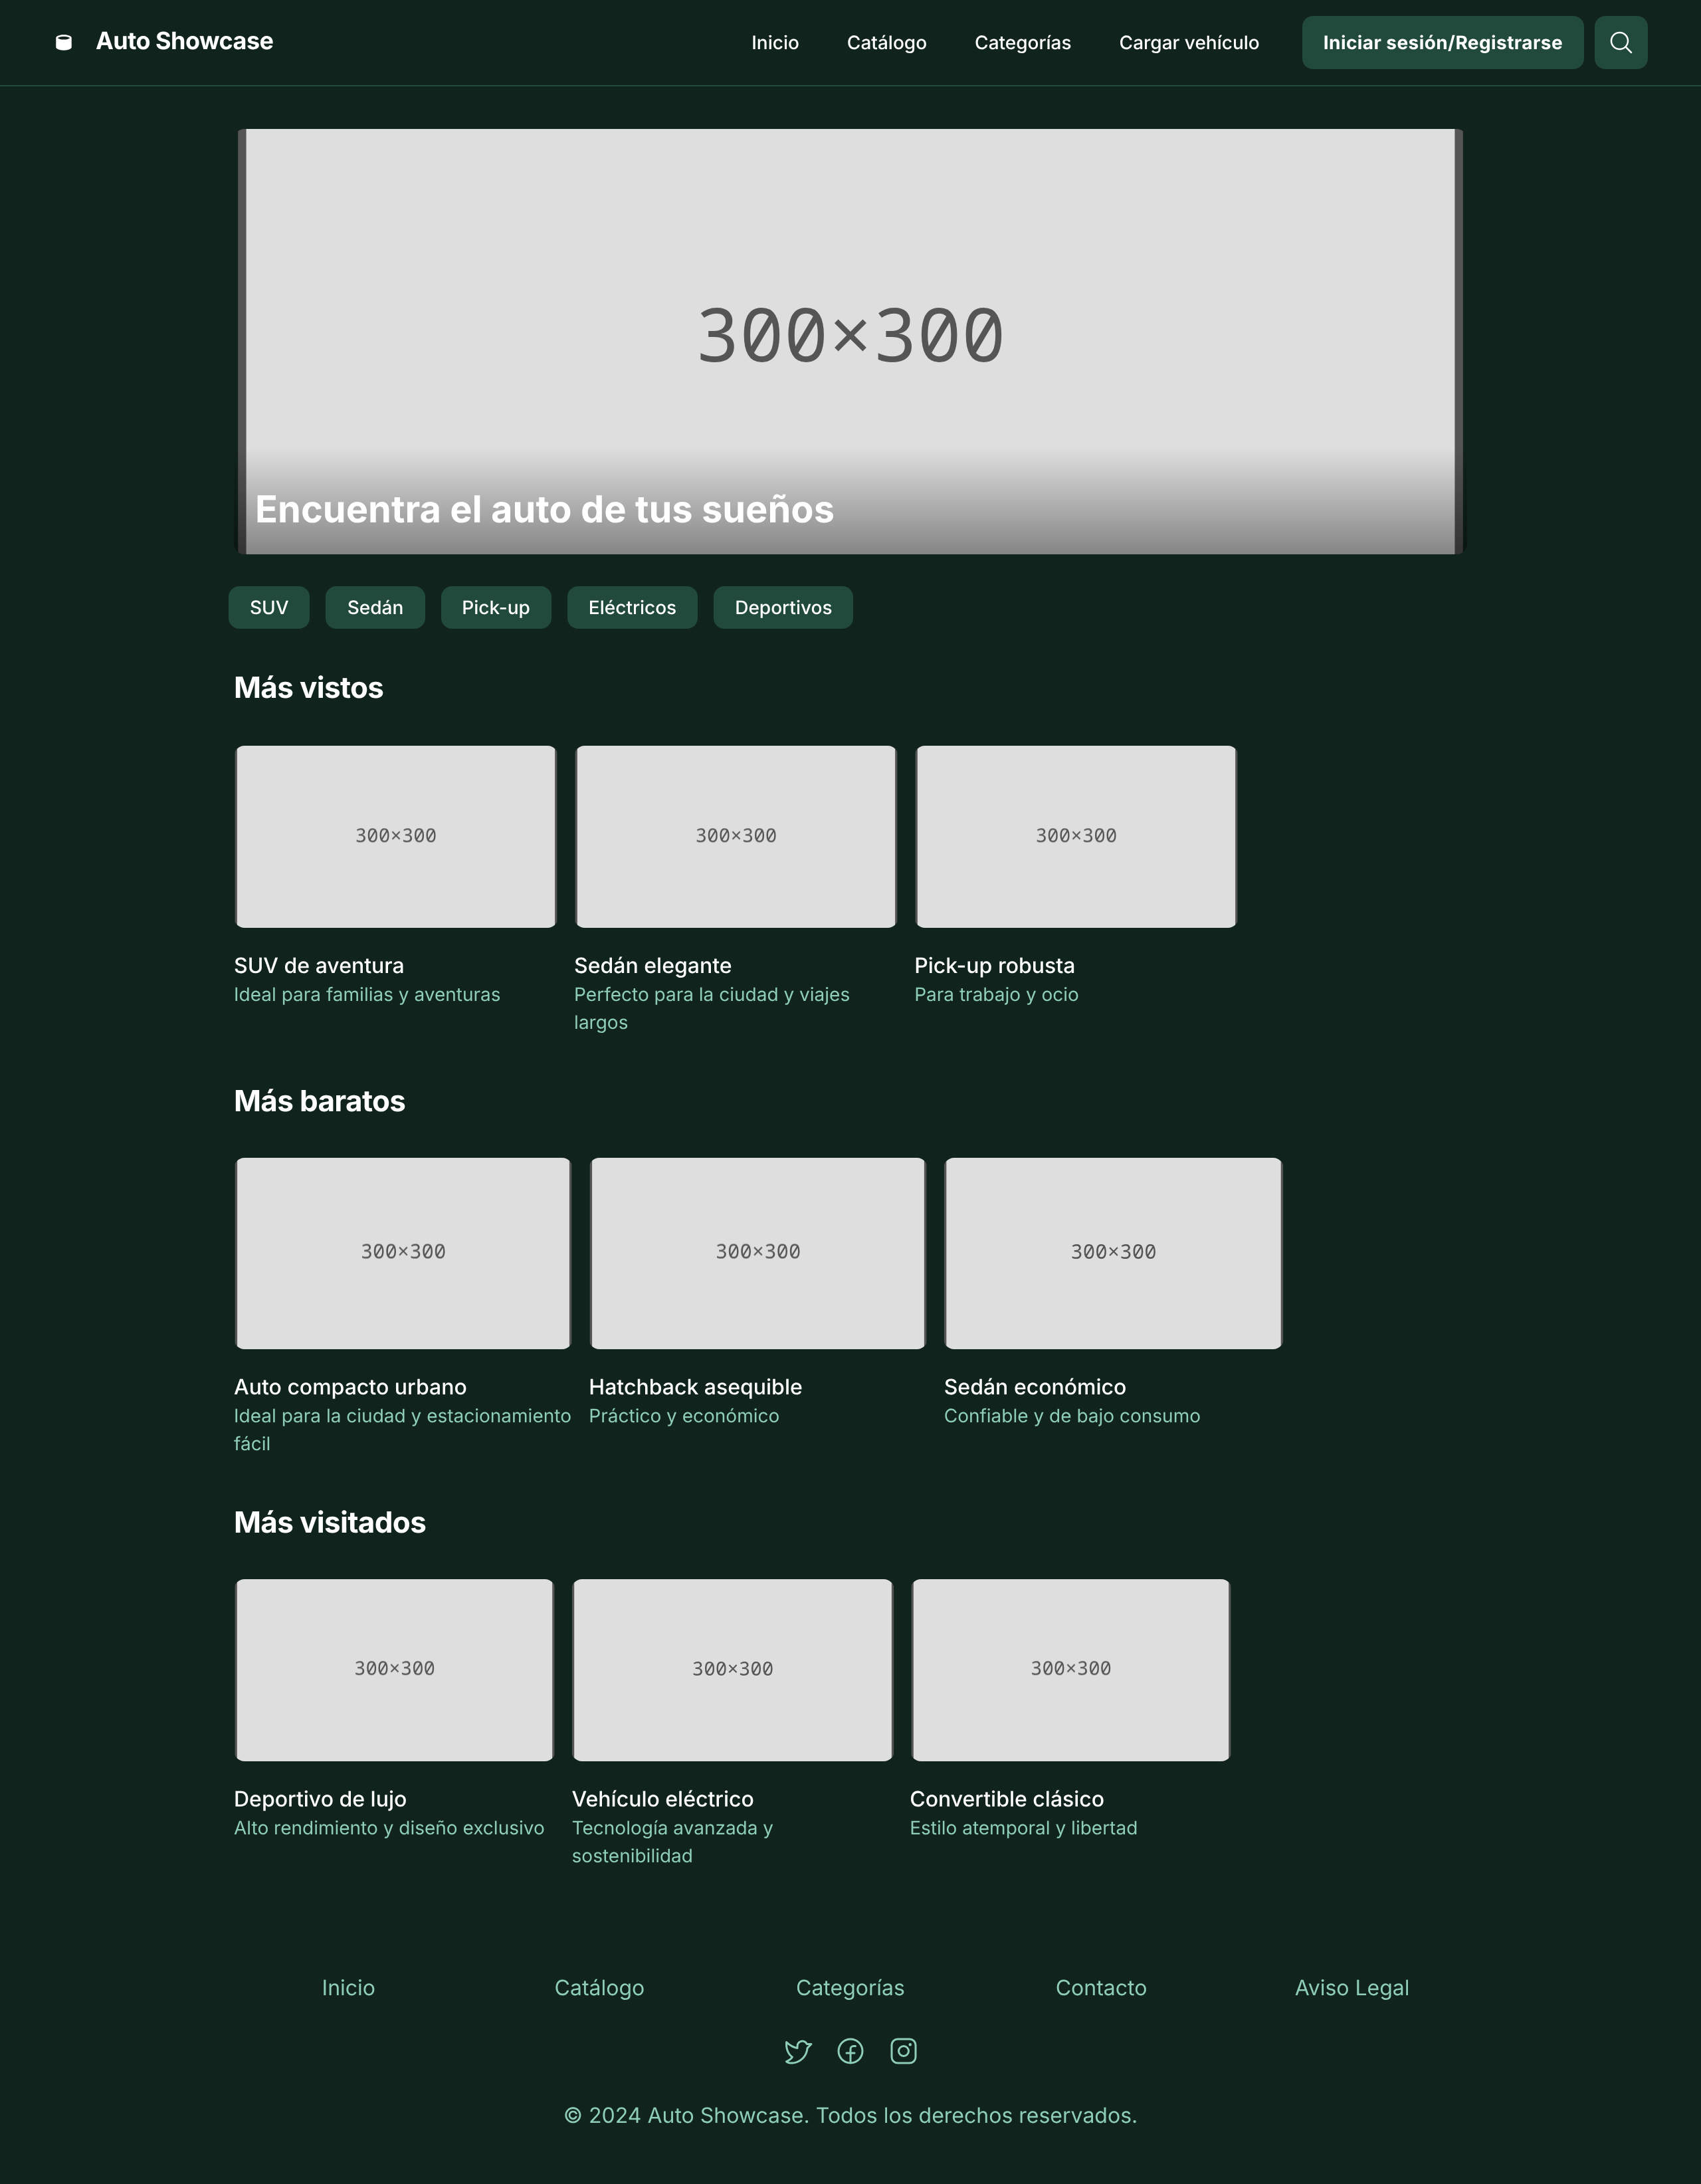 Auto Showcase
Inicio Catálogo Categorías Cargar vehículo Iniciar sesión/Registrarse
300×300
Encuentra el auto de tus sueños
SUV Sedán Pick-up Eléctricos Deportivos
Más vistos
300×300 300×300 300×300
SUV de aventura
Ideal para familias y aventuras
Sedán elegante
Perfecto para la ciudad y viajes
largos
Pick-up robusta
Para trabajo y ocio
Más baratos
300×300 300×300 300×300
Auto compacto urbano
Ideal para la ciudad y estacionamiento
fácil
Hatchback asequible
Práctico y económico
Sedán económico
Confiable y de bajo consumo
Más visitados
300×300 300×300 300×300
Deportivo de lujo
Alto rendimiento y diseño exclusivo
Vehículo eléctrico
Tecnología avanzada y
sostenibilidad
Convertible clásico
Estilo atemporal y libertad
Inicio Catálogo Categorías Contacto Aviso Legal
© 2024 Auto Showcase. Todos los derechos reservados.